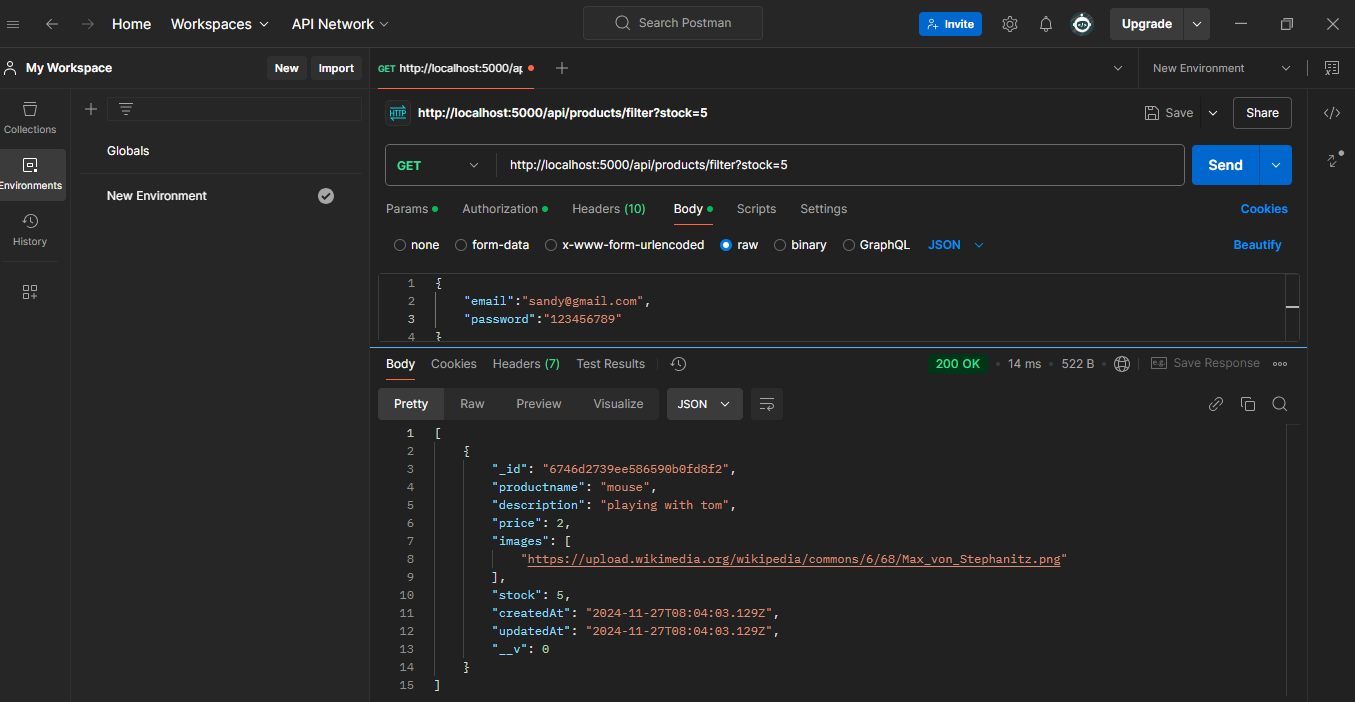 Home Workspaces API Network Search Postman Invite Upgrade
My Workspace New Import GET http://localhost:5000/ap New Environment
HTTP http://localhost:5000/api/products/filter?stock=5 Save Share
Collections
Globals
GET http://localhost:5000/api/products/filter?stock=5 Send
Environments
New Environment
Params Authorization Headers (10) Body Scripts Settings Cookies
History
none form-data x-www-form-urlencoded raw binary GraphQL JSON Beautify
1 {
2 "email":"sandy@gmail.com",
3 "password":"123456789"
4 }
Body Cookies Headers (7) Test Results 200 OK • 14 ms • 522 B • Save Response
Pretty Raw Preview Visualize JSON
1 [
2 {
3 "_id": "6746d2739ee586590b0fd8f2",
4 "productname": "mouse",
5 "description": "playing with tom",
6 "price": 2,
7 "images": [
8 "https://upload.wikimedia.org/wikipedia/commons/6/68/Max_von_Stephanitz.png"
9 ],
10 "stock": 5,
11 "createdAt": "2024-11-27T08:04:03.129Z",
12 "updatedAt": "2024-11-27T08:04:03.129Z",
13 "__v": 0
14 }
15 ]